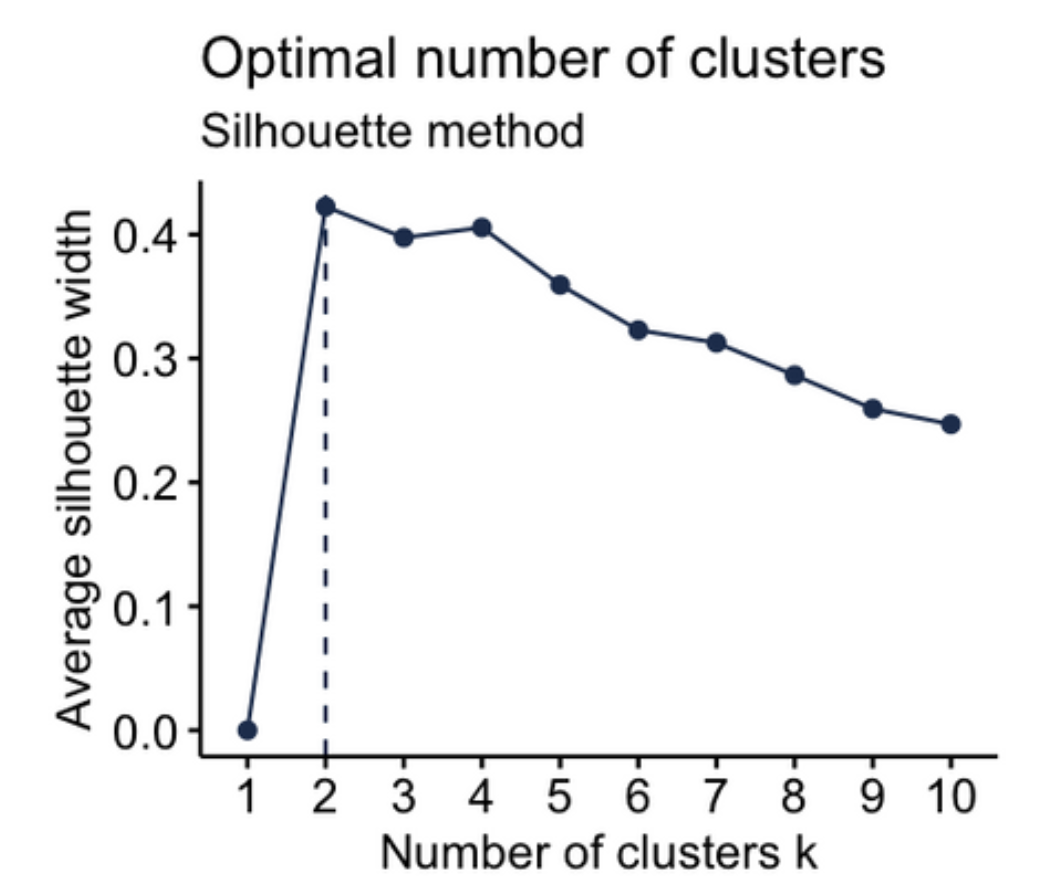 Optimal number of clusters
Silhouette method
Average silhouette width
0.4
0.3
0.2
0.1
0.0
1 2 3 4 5 6 7 8 9 10
Number of clusters k